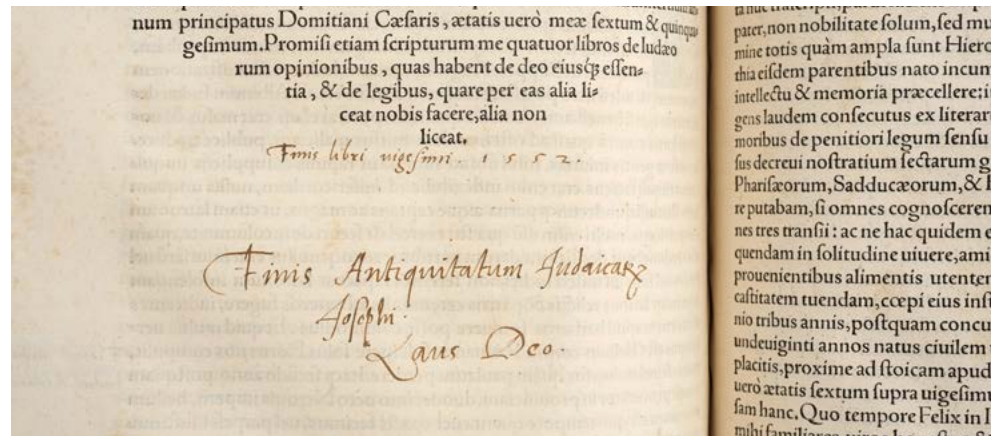 num principatus Domitiani Cæsaris, ætatis uerò meæ ſextum & quinqua
geſimum. Promiſi etiam ſcripturum me quatuor libros de Iudæo
rum opinionibus, quas habent de deo eiusq́ꝫ eſſen⸗
tia, & de legibus, quare per eas alia li⸗
ceat nobis facere, alia non
liceat.
Finis libri uigeſimi. 1552.
Finis Antiquitatum Judaicarꝝ
Josephi.
Laus Deo.
pater, non nobilitate ſolum, ſed mu
mine totis quàm ampla ſunt Hiero
thia eiſdem parentibus nato incum
intellectu & memoria præcellere: i
gens laudem conſecutus ex literar
moribus de penitiori legum ſenſu
ſus decreui noſtratium ſectarum g
Phariſæorum, Sadducæorum, &
re putabam, ſi omnes cognoſcerem
nes tres tranſii: ac ne hac quidem e
quendam in ſolitudine uiuere, ami
prouenientibus alimentis utentem
caſtitatem tuendam, cœpi eius inſt
nio tribus annis, poſtquam concu
undeuiginti annos natus ciuilem
placitis, proxime ad ſtoicam apud
uerò ætatis ſextum ſupra uigeſimu
ſam hanc. Quo tempore Felix in I